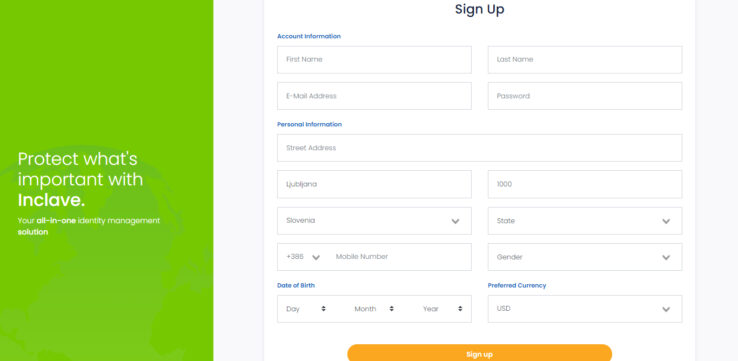 Sign Up
Account Information
First Name
Last Name
E-Mail Address
Password
Personal Information
Street Address
Ljubljana
1000
Slovenia
State
+386
Mobile Number
Gender
Date of Birth
Preferred Currency
Day
Month
Year
USD
Sign up
Protect what's
important with
Inclave.
Your all-in-one identity management
solution